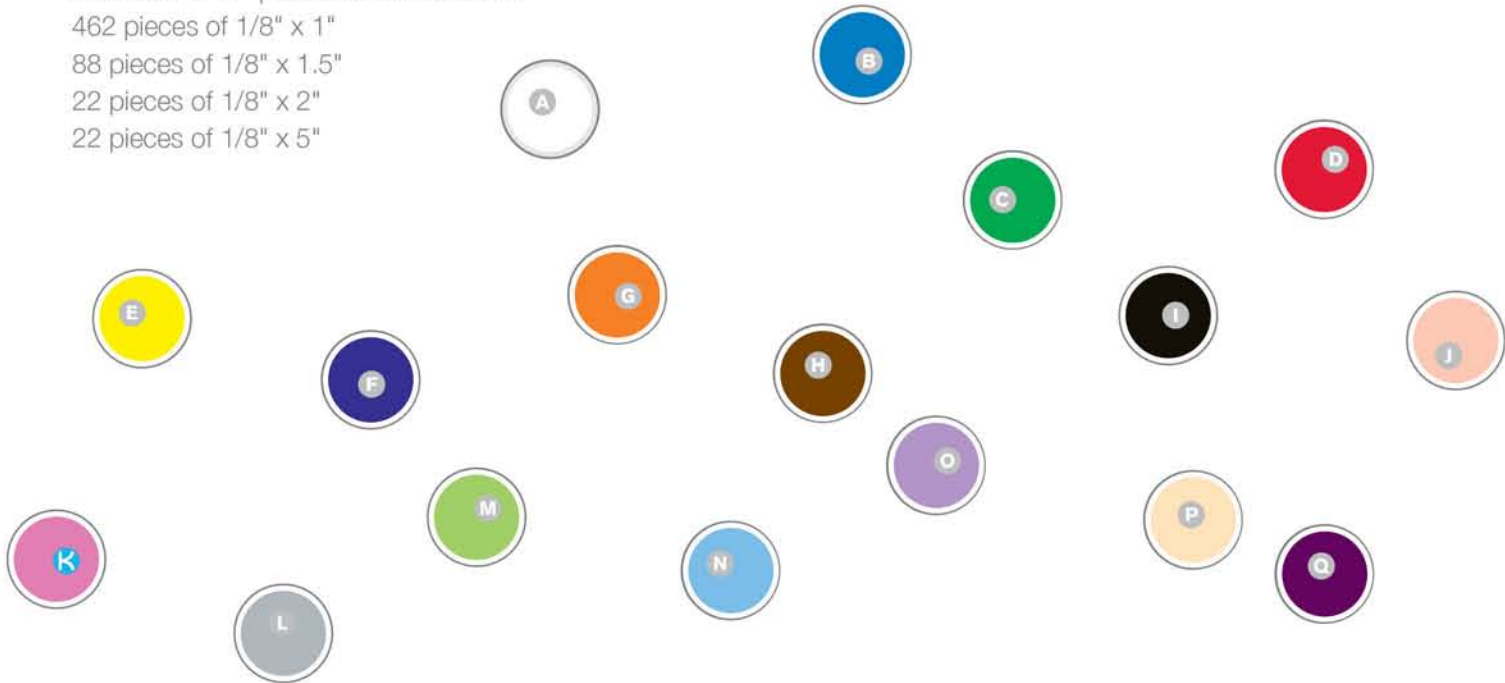 462 pieces of 1/8" x 1"
88 pieces of 1/8" x 1.5"
22 pieces of 1/8" x 2"
22 pieces of 1/8" x 5"
A
B
C
D
E
F
G
H
I
J
K
L
M
N
O
P
Q